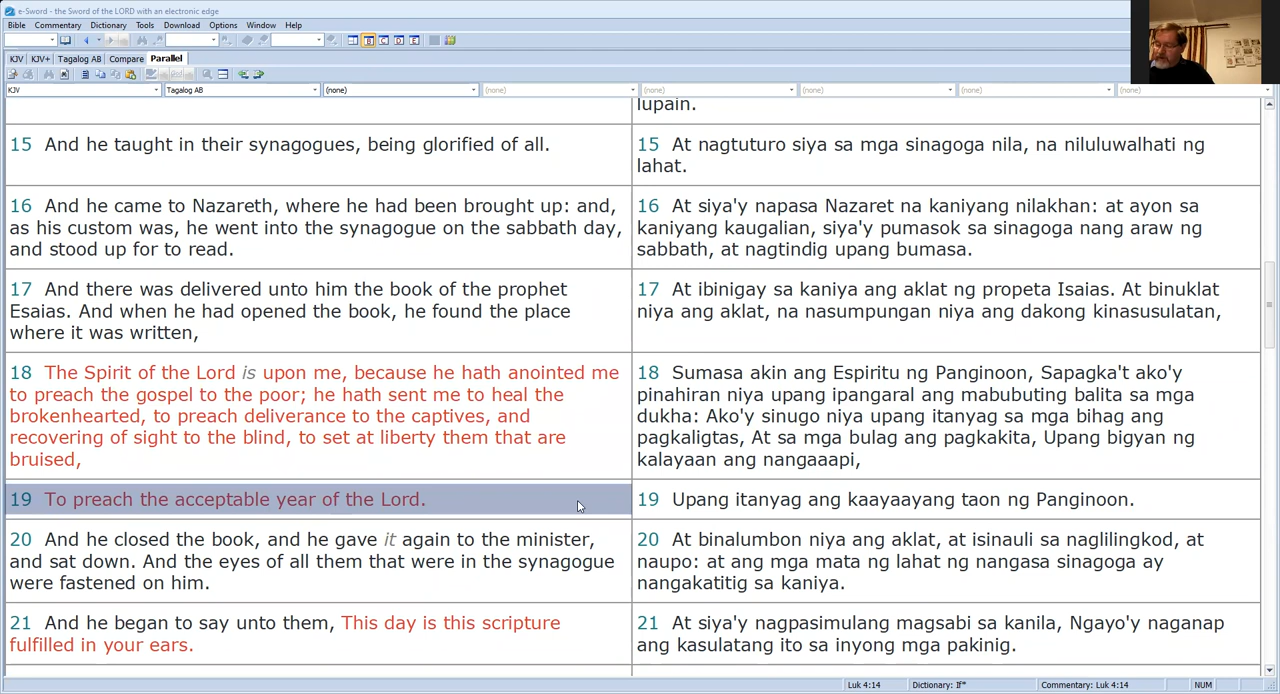 e-Sword - the Sword of the LORD with an electronic edge
Bible Commentary Dictionary Tools Download Options Window Help
KJV KJV+ Tagalog AB Compare Parallel
KJV Tagalog AB (none) (none) (none) (none) (none) (none)
15 And he taught in their synagogues, being glorified of all.
16 And he came to Nazareth, where he had been brought up: and,
as his custom was, he went into the synagogue on the sabbath day,
and stood up for to read.
17 And there was delivered unto him the book of the prophet
Esaias. And when he had opened the book, he found the place
where it was written,
18 The Spirit of the Lord is upon me, because he hath anointed me
to preach the gospel to the poor; he hath sent me to heal the
brokenhearted, to preach deliverance to the captives, and
recovering of sight to the blind, to set at liberty them that are
bruised,
19 To preach the acceptable year of the Lord.
20 And he closed the book, and he gave it again to the minister,
and sat down. And the eyes of all them that were in the synagogue
were fastened on him.
21 And he began to say unto them, This day is this scripture
fulfilled in your ears.
lupain.
15 At nagtuturo siya sa mga sinagoga nila, na niluluwalhati ng
lahat.
16 At siya'y napasa Nazaret na kaniyang nilakhan: at ayon sa
kaniyang kaugalian, siya'y pumasok sa sinagoga nang araw ng
sabbath, at nagtindig upang bumasa.
17 At ibinigay sa kaniya ang aklat ng propeta Isaias. At binuklat
niya ang aklat, na nasumpungan niya ang dakong kinasusulatan,
18 Sumasa akin ang Espiritu ng Panginoon, Sapagka't ako'y
pinahiran niya upang ipangaral ang mabubuting balita sa mga
dukha: Ako'y sinugo niya upang itanyag sa mga bihag ang
pagkaligtas, At sa mga bulag ang pagkakita, Upang bigyan ng
kalayaan ang nangaaapi,
19 Upang itanyag ang kaayaayang taon ng Panginoon.
20 At binalumbon niya ang aklat, at isinauli sa naglilingkod, at
naupo: at ang mga mata ng lahat ng nangasa sinagoga ay
nangakatitig sa kaniya.
21 At siya'y nagpasimulang magsabi sa kanila, Ngayo'y naganap
ang kasulatang ito sa inyong mga pakinig.
Luk 4:14 Dictionary: If* Commentary: Luk 4:14 NUM